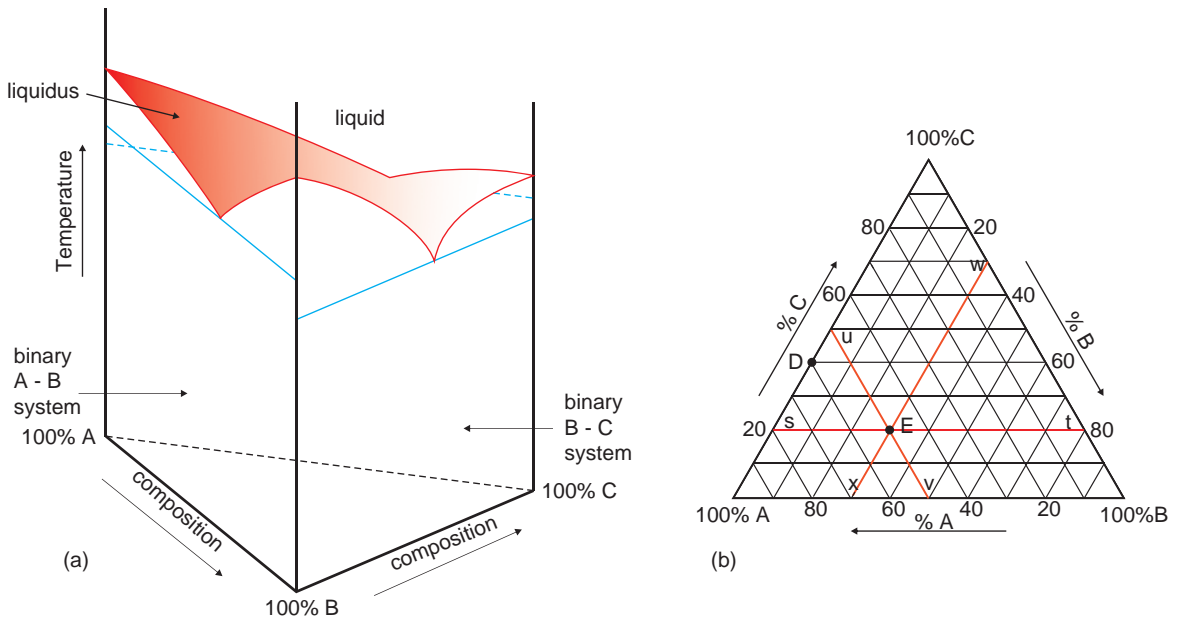 liquidus
liquid
Temperature
binary
A - B
system
100% A
composition
(a)
100% B
composition
100% C
binary
B - C
system
100%C
80
20
w
% C
60
40
% B
u
D
60
20
s
E
t
80
x
v
100% A
80
60
40
20
100%B
% A
(b)